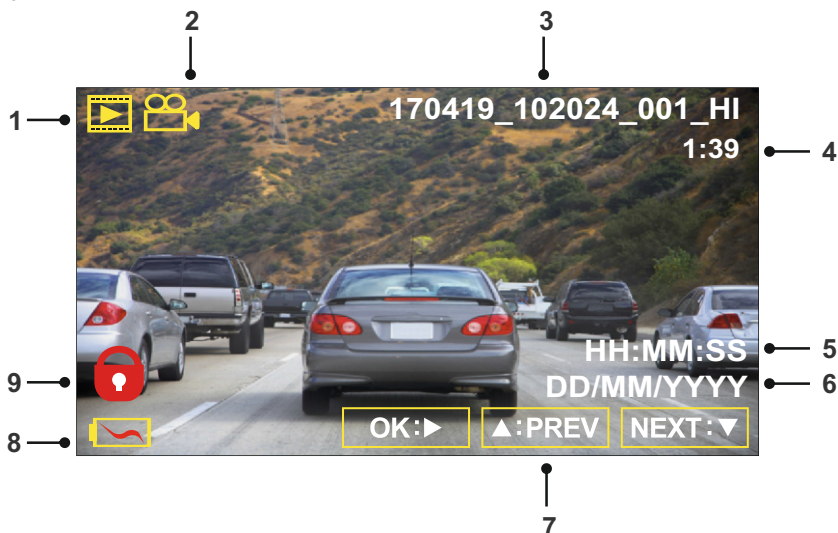 2
3
1
170419_102024_001_HI
1:39
4
HH:MM:SS
5
DD/MM/YYYY
6
9
OK:▶ ▲:PREV NEXT:▼
8
7